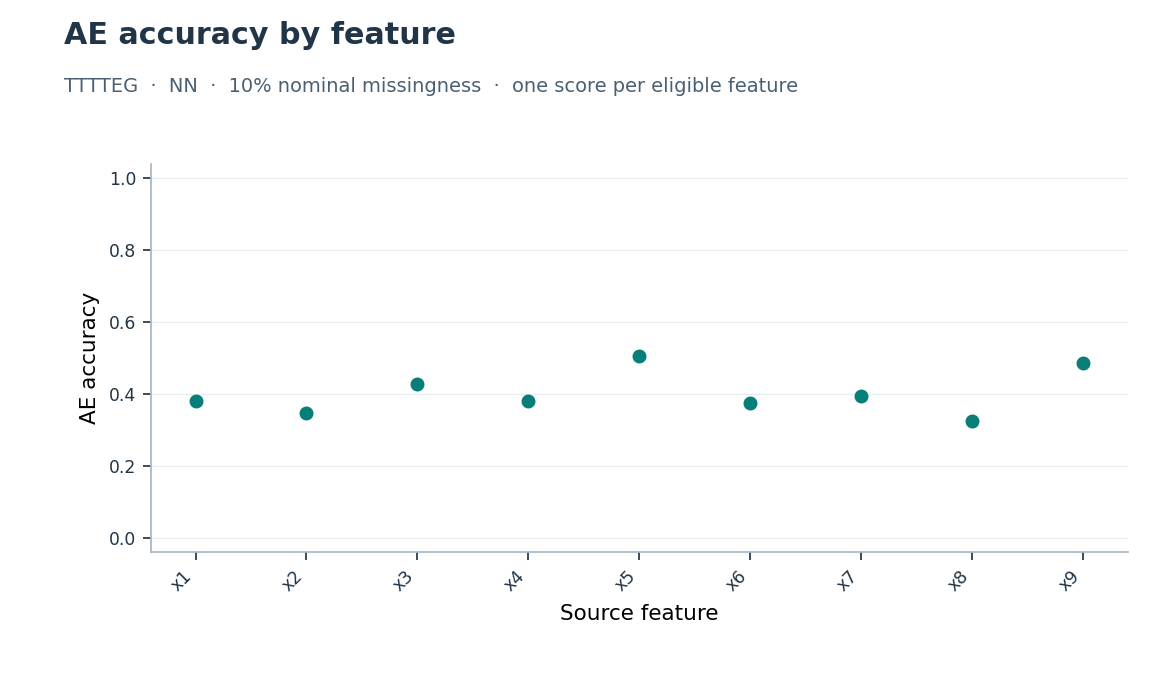 AE accuracy by feature
TTTTEG · NN · 10% nominal missingness · one score per eligible feature
1.0
0.8
0.6
0.4
0.2
0.0
AE accuracy
x1 x2 x3 x4 x5 x6 x7 x8 x9
Source feature